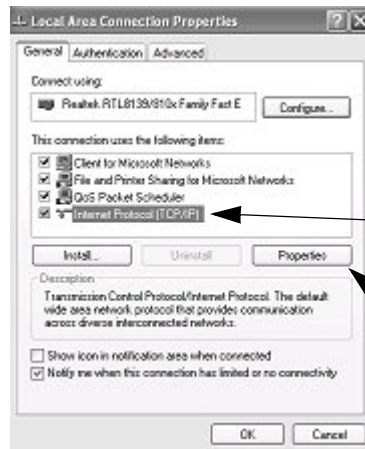 Local Area Connection Properties
General Authentication Advanced
Connect using:
Realtek RTL8139/810x Family Fast E
Configure...
This connection uses the following items:
Client for Microsoft Networks
File and Printer Sharing for Microsoft Networks
QoS Packet Scheduler
Internet Protocol (TCP/IP)
Install...
Uninstall
Properties
Description
Transmission Control Protocol/Internet Protocol. The default
wide area network protocol that provides communication
across diverse interconnected networks.
Show icon in notification area when connected
Notify me when this connection has limited or no connectivity
OK
Cancel